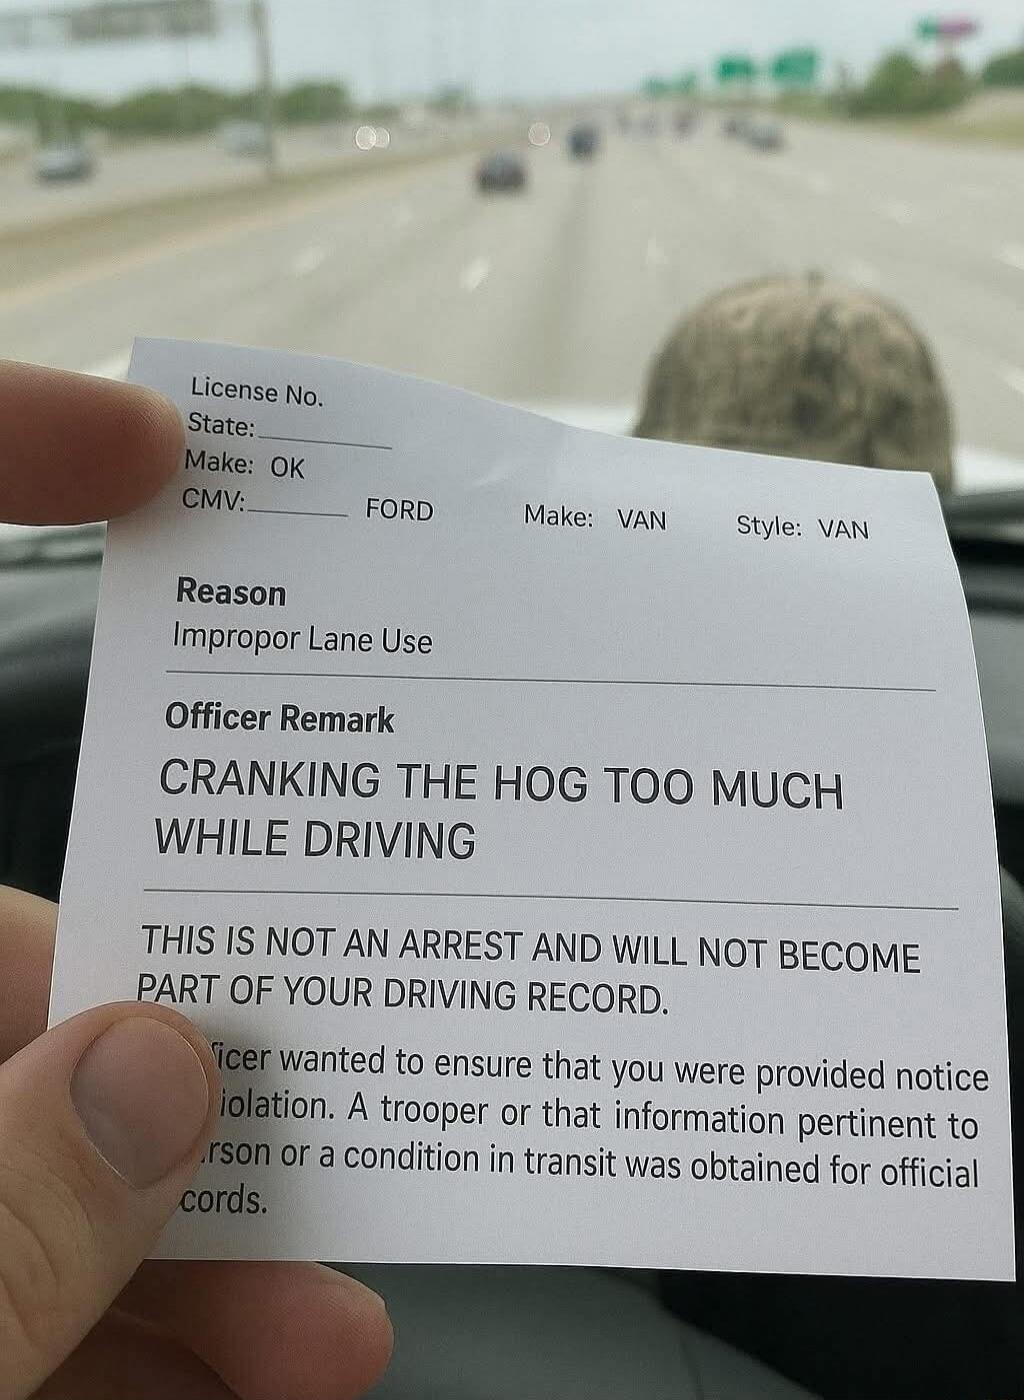 License No.
State:
Make: OK
CMV: FORD Make: VAN Style: VAN
Reason
Impropor Lane Use
Officer Remark
CRANKING THE HOG TOO MUCH
WHILE DRIVING
THIS IS NOT AN ARREST AND WILL NOT BECOME
PART OF YOUR DRIVING RECORD.
ficer wanted to ensure that you were provided notice
iolation. A trooper or that information pertinent to
rson or a condition in transit was obtained for official
cords.